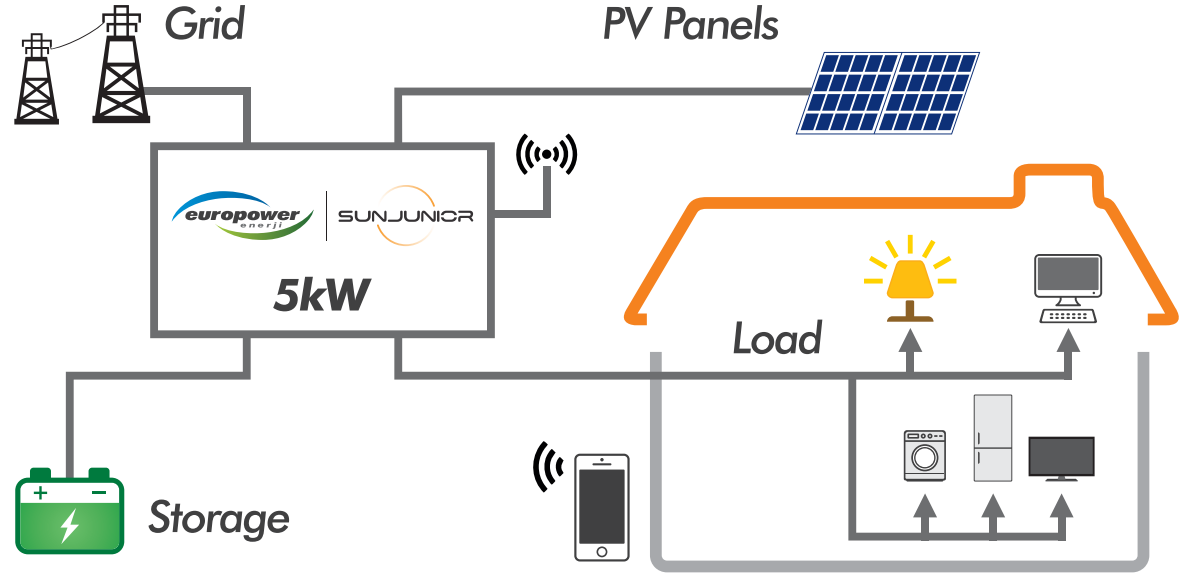 Grid
PV Panels
europower
enerji
SUNJUNIOR
5kW
Load
Storage